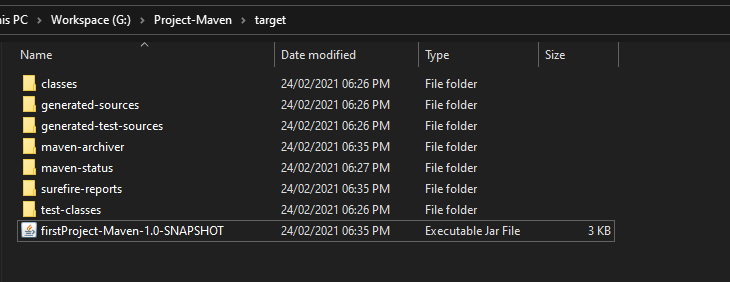 his PC > Workspace (G:) > Project-Maven > target
Name Date modified Type Size
classes 24/02/2021 06:26 PM File folder
generated-sources 24/02/2021 06:26 PM File folder
generated-test-sources 24/02/2021 06:26 PM File folder
maven-archiver 24/02/2021 06:35 PM File folder
maven-status 24/02/2021 06:27 PM File folder
surefire-reports 24/02/2021 06:35 PM File folder
test-classes 24/02/2021 06:26 PM File folder
firstProject-Maven-1.0-SNAPSHOT 24/02/2021 06:35 PM Executable Jar File 3 KB